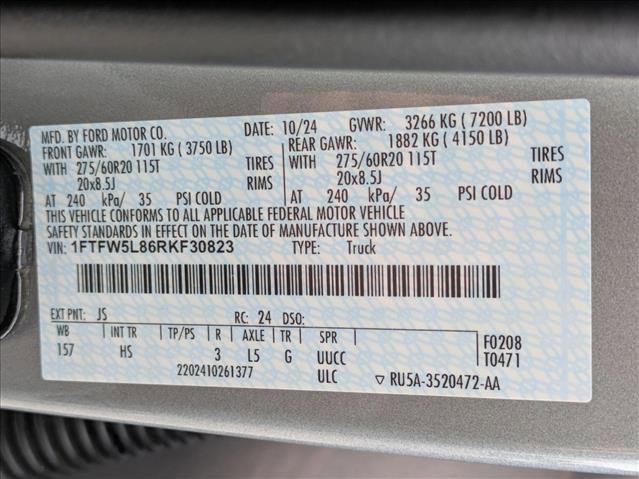 MFD. BY FORD MOTOR CO. DATE: 10/24 GVWR: 3266 KG ( 7200 LB)
FRONT GAWR: 1701 KG ( 3750 LB) REAR GAWR: 1882 KG ( 4150 LB)
WITH 275/60R20 115T TIRES WITH 275/60R20 115T TIRES
20x8.5J RIMS 20x8.5J RIMS
AT 240 kPa/ 35 PSI COLD AT 240 kPa/ 35 PSI COLD
THIS VEHICLE CONFORMS TO ALL APPLICABLE FEDERAL MOTOR VEHICLE
SAFETY STANDARDS IN EFFECT ON THE DATE OF MANUFACTURE SHOWN ABOVE.
VIN: 1FTFW5L86RKF30823 TYPE: Truck
EXT PNT: JS RC: 24 DSO:
WB INT TR TP/PS R AXLE TR SPR F0208
157 HS 3 L5 G UUCC T0471
2202410261377 ULC ▽ RU5A-3520472-AA